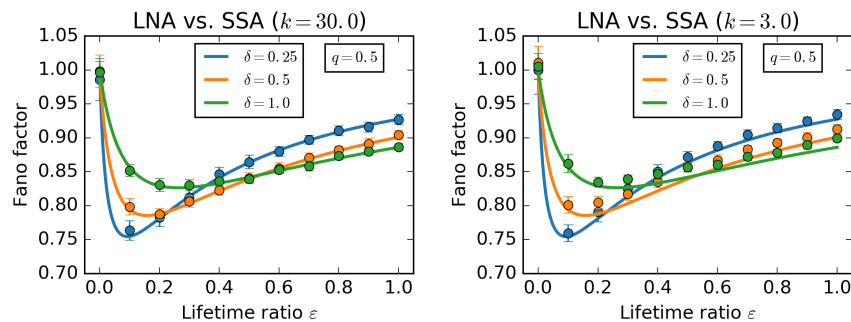 LNA vs. SSA (k = 30.0)
Fano factor
1.05
1.00
0.95
0.90
0.85
0.80
0.75
0.70
δ = 0.25
δ = 0.5
δ = 1.0
q = 0.5
0.0 0.2 0.4 0.6 0.8 1.0
Lifetime ratio ε
LNA vs. SSA (k = 3.0)
Fano factor
1.05
1.00
0.95
0.90
0.85
0.80
0.75
0.70
δ = 0.25
δ = 0.5
δ = 1.0
q = 0.5
0.0 0.2 0.4 0.6 0.8 1.0
Lifetime ratio ε